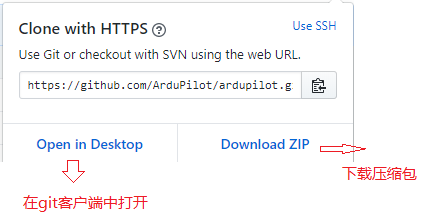 Clone with HTTPS
Use SSH
Use Git or checkout with SVN using the web URL.
https://github.com/ArduPilot/ardupilot.g
Open in Desktop
Download ZIP
下载压缩包
在git客户端中打开